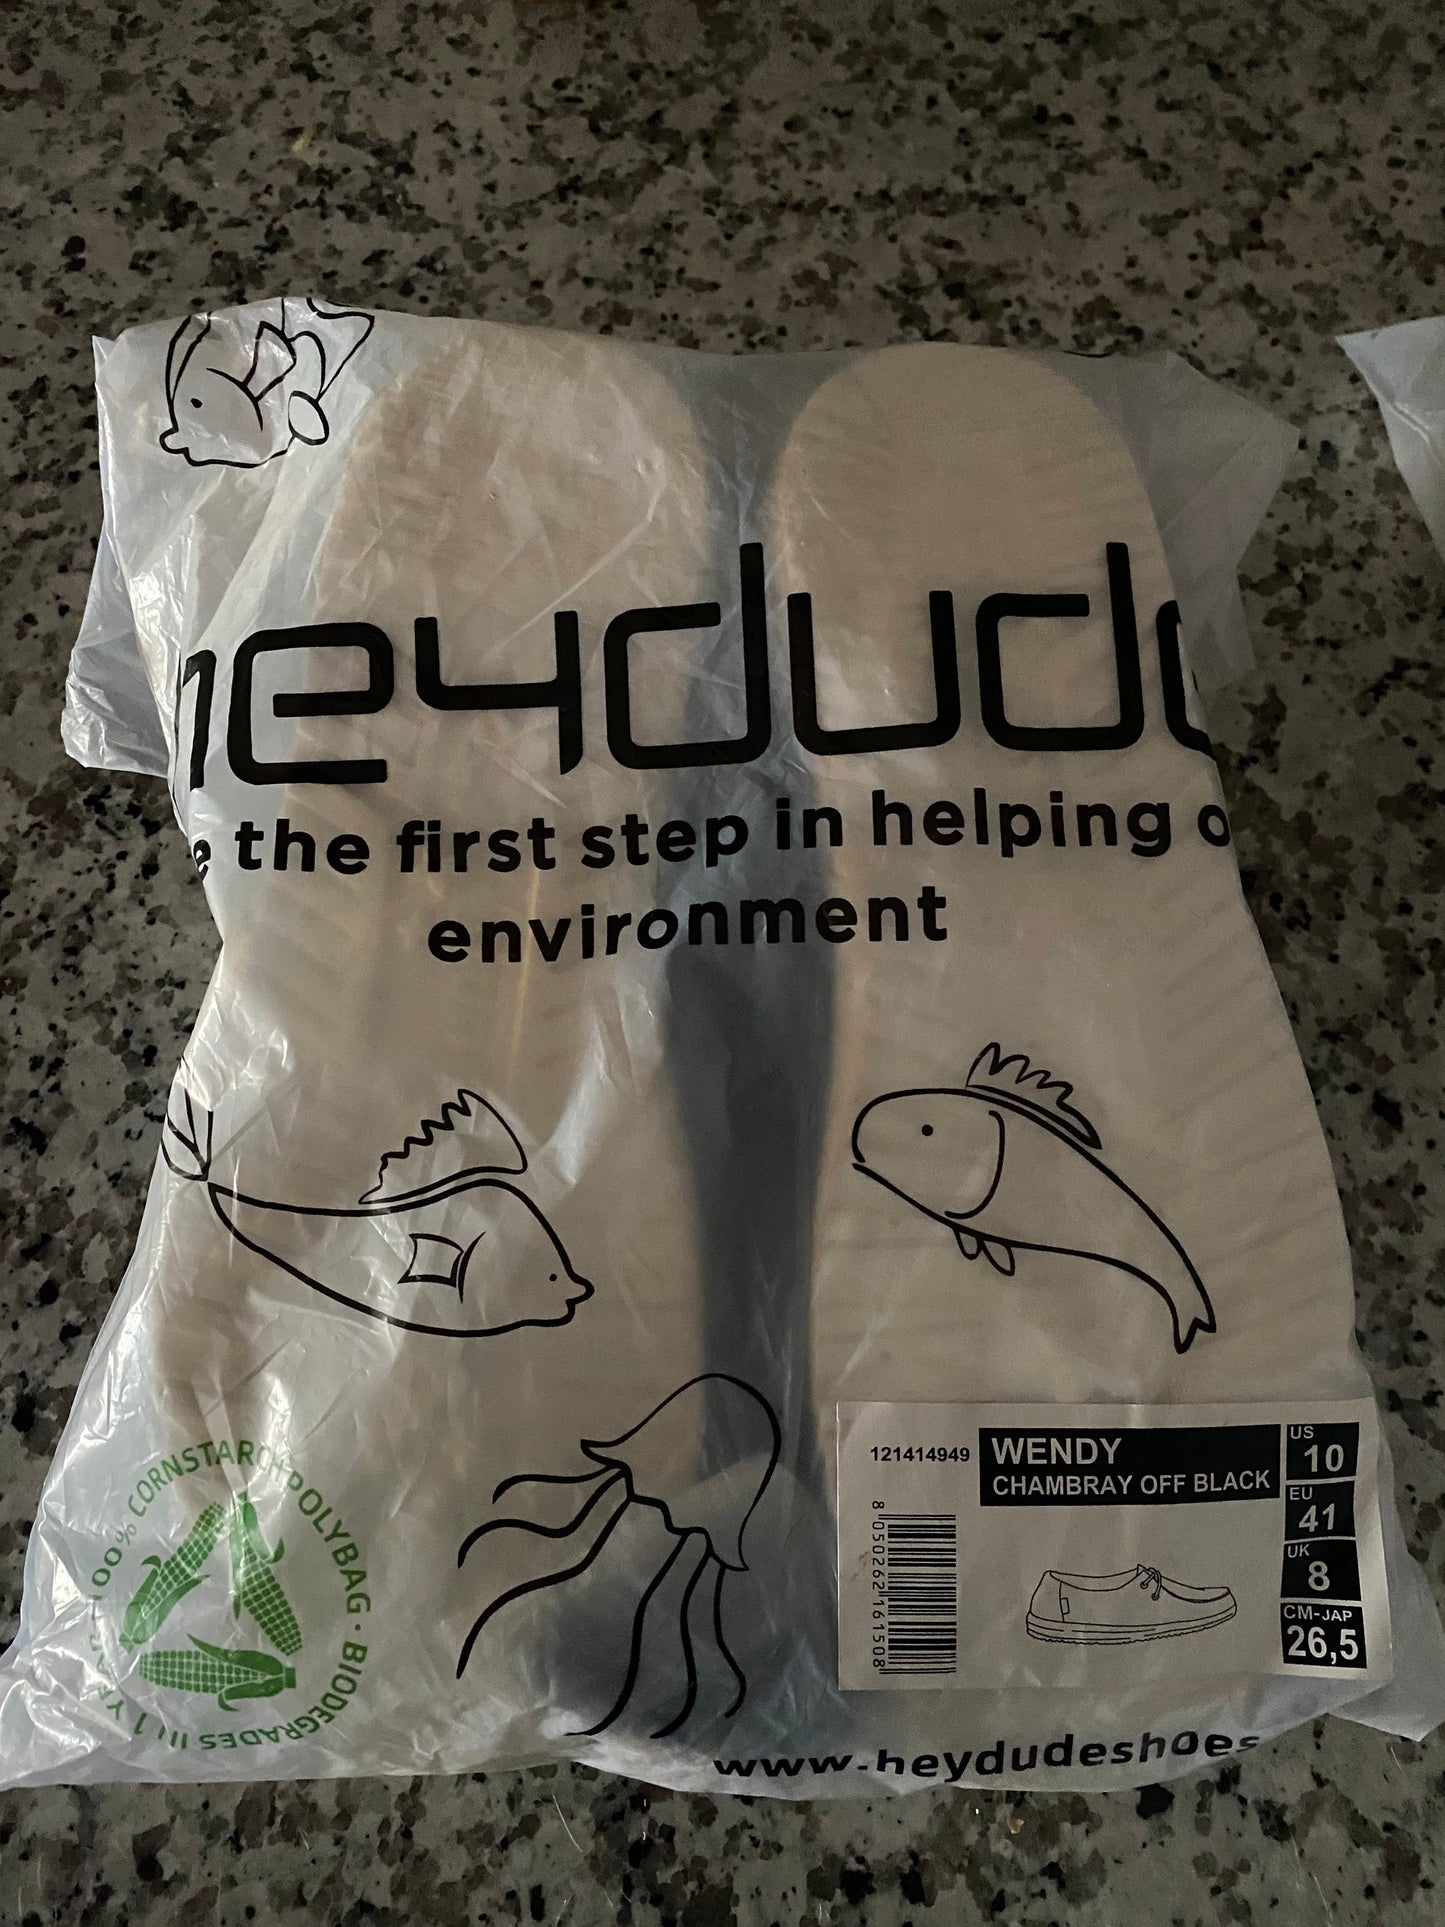 heydude
the first step in helping
environment
100% CORNSTARCH POLYBAG · BIODEGRADES IN 1 YEAR
121414949
WENDY
CHAMBRAY OFF BLACK
8 050262 161508
US
10
EU
41
UK
8
CM-JAP
26,5
www.heydudeshoes